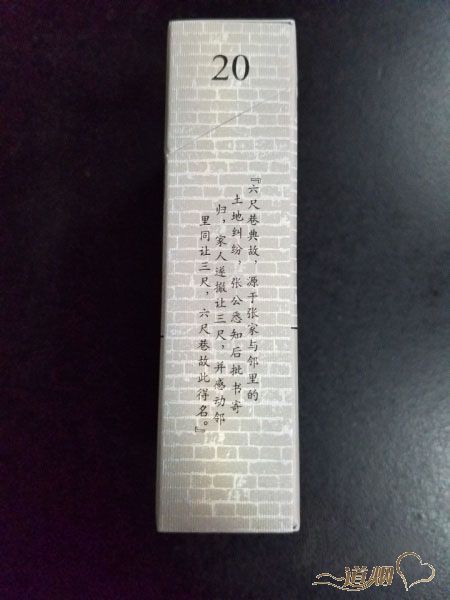 20
『六尺巷典故，源于张家与邻里的
土地纠纷，张公悉知后批书寄
归，家人遂撤让三尺，并感动邻
里同让三尺，六尺巷故此得名。』
一道烟